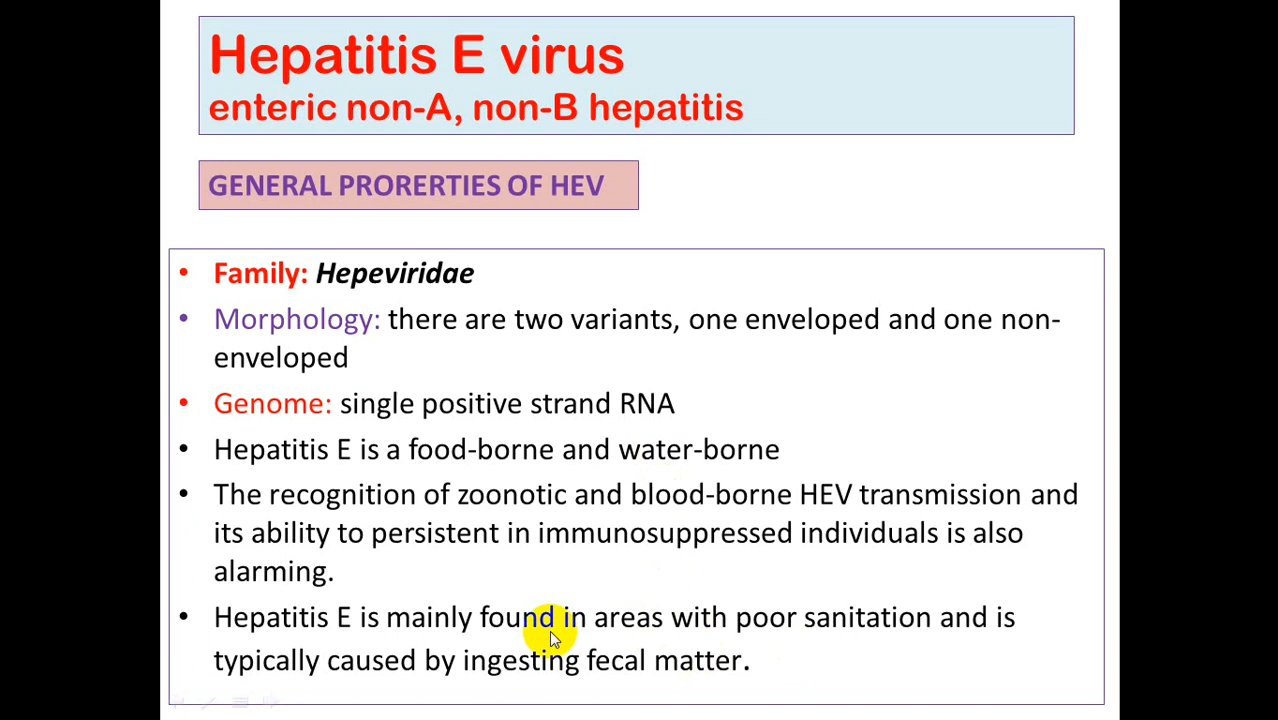 Hepatitis E virus
enteric non-A, non-B hepatitis
GENERAL PRORERTIES OF HEV
• Family: Hepeviridae
• Morphology: there are two variants, one enveloped and one non-
enveloped
• Genome: single positive strand RNA
• Hepatitis E is a food-borne and water-borne
• The recognition of zoonotic and blood-borne HEV transmission and
its ability to persistent in immunosuppressed individuals is also
alarming.
• Hepatitis E is mainly found in areas with poor sanitation and is
typically caused by ingesting fecal matter.